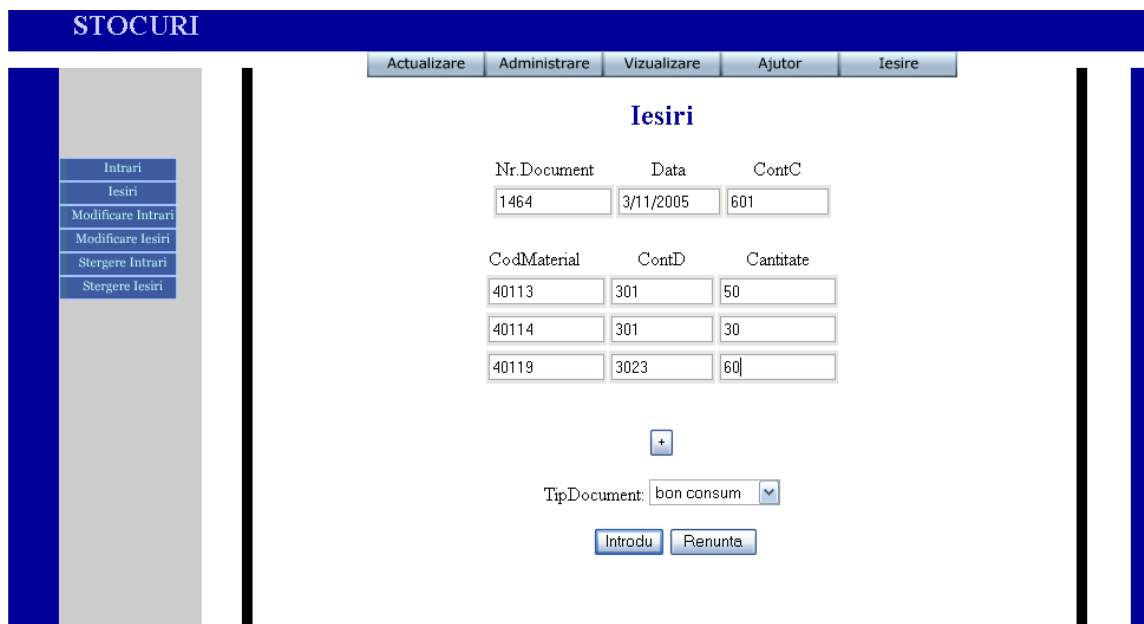 STOCURI
Actualizare Administrare Vizualizare Ajutor Iesire
Iesiri
Intrari
Iesiri
Modificare Intrari
Modificare Iesiri
Stergere Intrari
Stergere Iesiri
Nr.Document Data ContC
1464 3/11/2005 601
CodMaterial ContD Cantitate
40113 301 50
40114 301 30
40119 3023 60
+
TipDocument: bon consum
Introdu Renunta